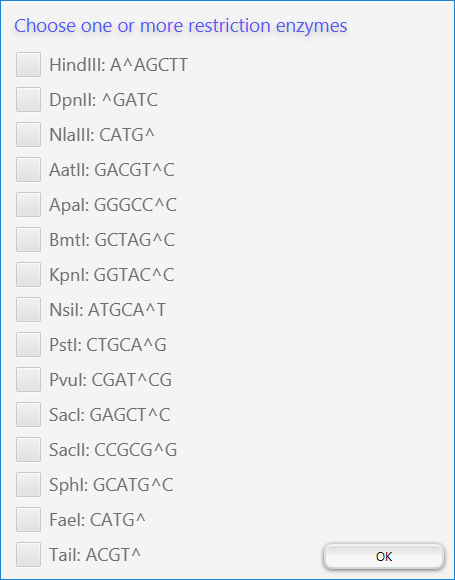 Choose one or more restriction enzymes
HindIII: A^AGCTT
DpnII: ^GATC
NlaIII: CATG^
AatII: GACGT^C
ApaI: GGGCC^C
BmtI: GCTAG^C
KpnI: GGTAC^C
NsiI: ATGCA^T
PstI: CTGCA^G
PvuI: CGAT^CG
SacI: GAGCT^C
SacII: CCGCG^G
SphI: GCATG^C
FaeI: CATG^
TaiI: ACGT^
OK